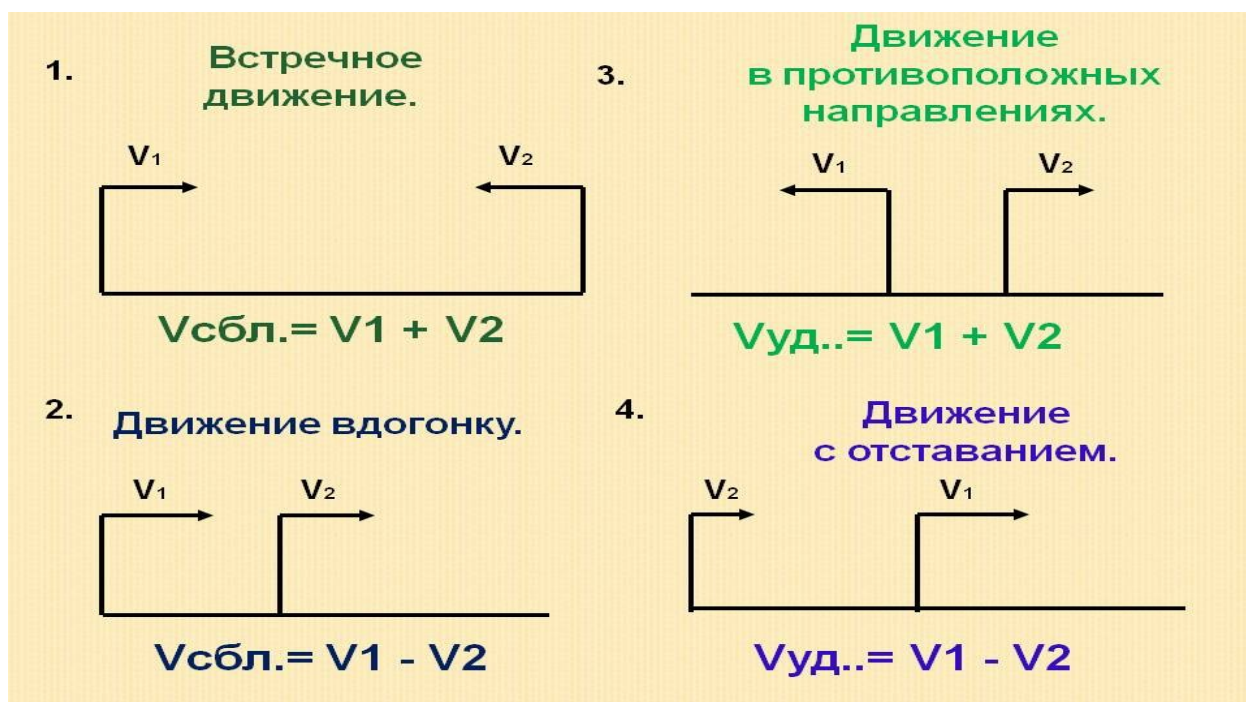 1.
Встречное
движение.
V1
V2
Vсбл.= V1 + V2
2.
Движение вдогонку.
V1
V2
Vсбл.= V1 - V2
3.
Движение
в противоположных
направлениях.
V1
V2
Vуд..= V1 + V2
4.
Движение
с отставанием.
V2
V1
Vуд..= V1 - V2